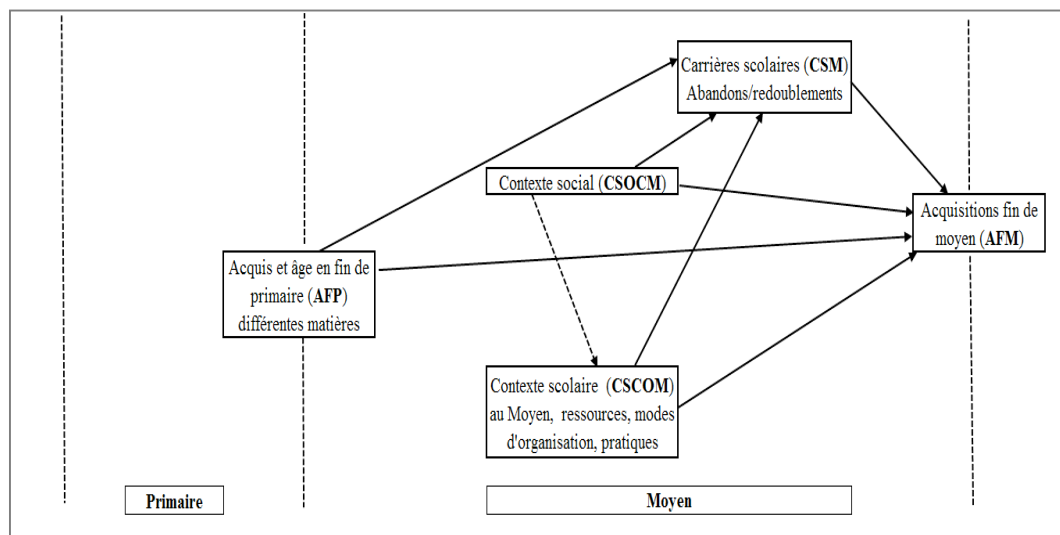 Carrières scolaires (CSM)
Abandons/redoublements
Contexte social (CSOCM)
Acquisitions fin de
moyen (AFM)
Acquis et âge en fin de
primaire (AFP)
différentes matières
Contexte scolaire (CSCOM)
au Moyen, ressources, modes
d'organisation, pratiques
Primaire
Moyen